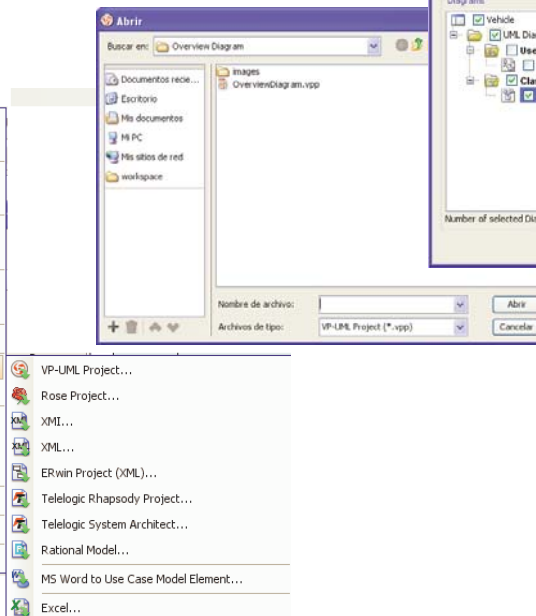 Diagrams
Vehicle
UML Dia
Use
Clas
Number of selected Dia
Abrir
Buscar en: Overview Diagram
Documentos recie...
Escritorio
Mis documentos
Mi PC
Mis sitios de red
workspace
images
OverviewDiagram.vpp
Nombre de archivo:
Abrir
Archivos de tipo: VP-UML Project (*.vpp)
Cancelar
VP-UML Project...
Rose Project...
XMI...
XML...
ERwin Project (XML)...
Telelogic Rhapsody Project...
Telelogic System Architect...
Rational Model...
MS Word to Use Case Model Element...
Excel...